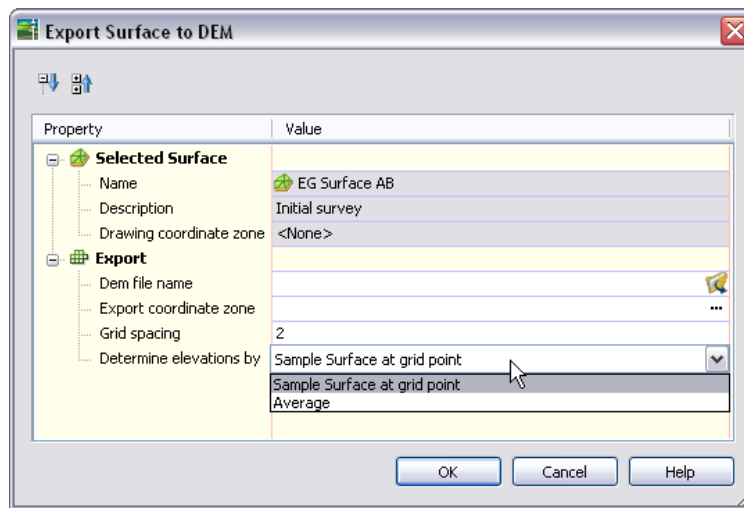 Export Surface to DEM
Property Value
Selected Surface
Name EG Surface AB
Description Initial survey
Drawing coordinate zone <None>
Export
Dem file name
Export coordinate zone ...
Grid spacing 2
Determine elevations by Sample Surface at grid point
Sample Surface at grid point
Average
OK Cancel Help